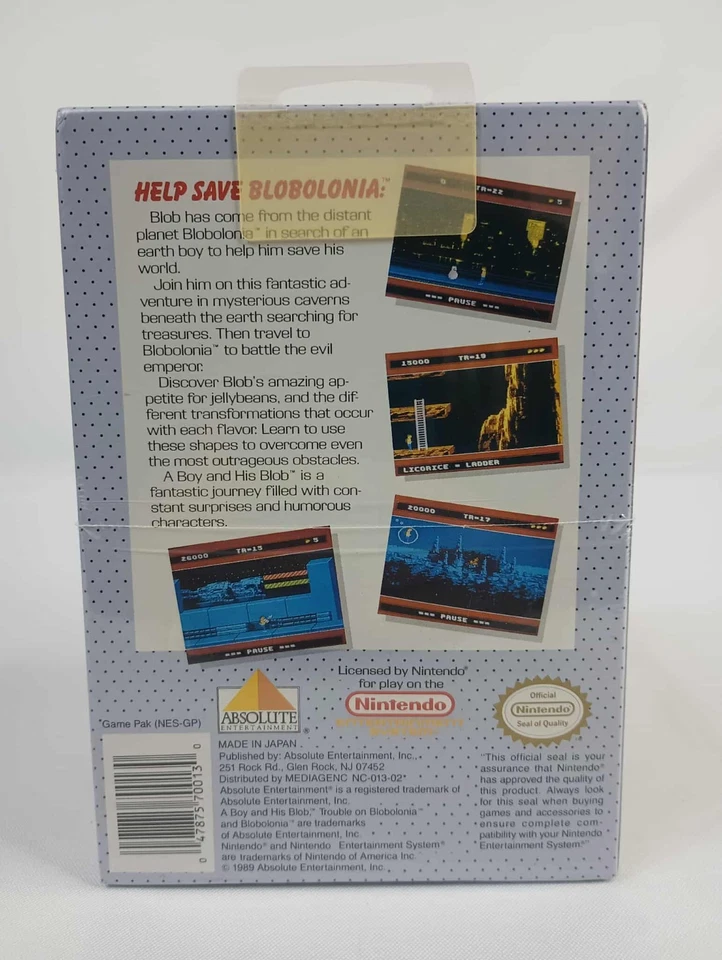 HELP SAVE BLOBOLONIA:™
Blob has come from the distant
planet Blobolonia™ in search of an
earth boy to help him save his
world.
Join him on this fantastic ad-
venture in mysterious caverns
beneath the earth searching for
treasures. Then travel to
Blobolonia™ to battle the evil
emperor.
Discover Blob's amazing ap-
petite for jellybeans, and the dif-
ferent transformations that occur
with each flavor. Learn to use
these shapes to overcome even
the most outrageous obstacles.
A Boy and His Blob™ is a
fantastic journey filled with con-
stant surprises and humorous
characters.
TR=22 5
PAUSE
15000 TR=19
LICORICE = LADDER
20000 TR=17
PAUSE
26000 TR=15 5
PAUSE
ABSOLUTE®
ENTERTAINMENT
Licensed by Nintendo®
for play on the
Nintendo®
Official
Nintendo
Seal of Quality
*Game Pak (NES-GP)
0 47875 70013 0
MADE IN JAPAN
Published by: Absolute Entertainment, Inc.,
251 Rock Rd., Glen Rock, NJ 07452
Distributed by MEDIAGENC NC-013-02*
Absolute Entertainment® is a registered trademark of
Absolute Entertainment, Inc.
A Boy and His Blob,™ Trouble on Blobolonia™
and Blobolonia™ are trademarks
of Absolute Entertainment, Inc.
Nintendo® and Nintendo Entertainment System®
are trademarks of Nintendo of America Inc.
© 1989 Absolute Entertainment, Inc.
"This official seal is your
assurance that Nintendo®
has approved the quality of
this product. Always look
for this seal when buying
games and accessories to
ensure complete com-
patibility with your Nintendo
Entertainment System®"